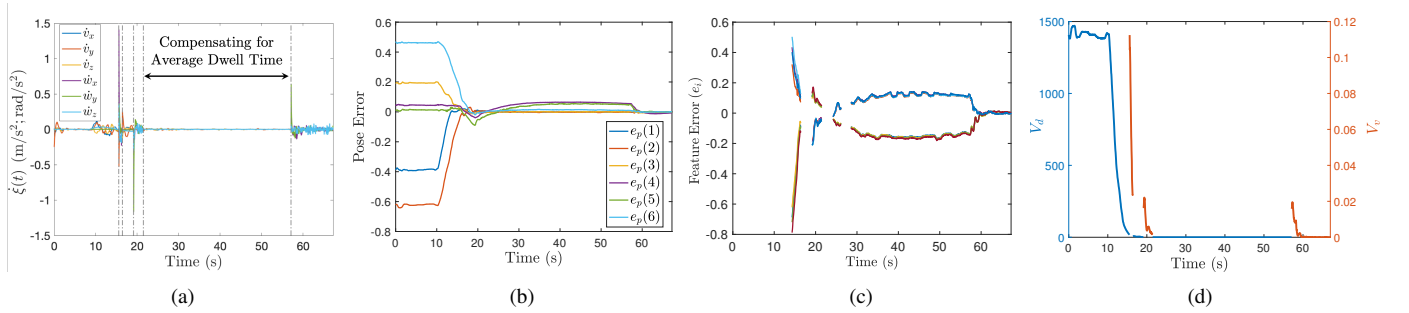 1.5
1
0.5
0
-0.5
-1
-1.5
ξ̇(t) (m/s²; rad/s²)
v̇x
v̇y
v̇z
ẇx
ẇy
ẇz
Compensating for
Average Dwell Time
0 10 20 30 40 50 60
Time (s)
(a)
0.8
0.6
0.4
0.2
0
-0.2
-0.4
-0.6
-0.8
Pose Error
ep(1)
ep(2)
ep(3)
ep(4)
ep(5)
ep(6)
0 10 20 30 40 50 60
Time (s)
(b)
0.6
0.4
0.2
0
-0.2
-0.4
-0.6
-0.8
Feature Error (ei)
0 10 20 30 40 50 60
Time (s)
(c)
1500
1000
500
0
Vd
0.12
0.1
0.08
0.06
0.04
0.02
0
Vv
0 10 20 30 40 50 60
Time (s)
(d)